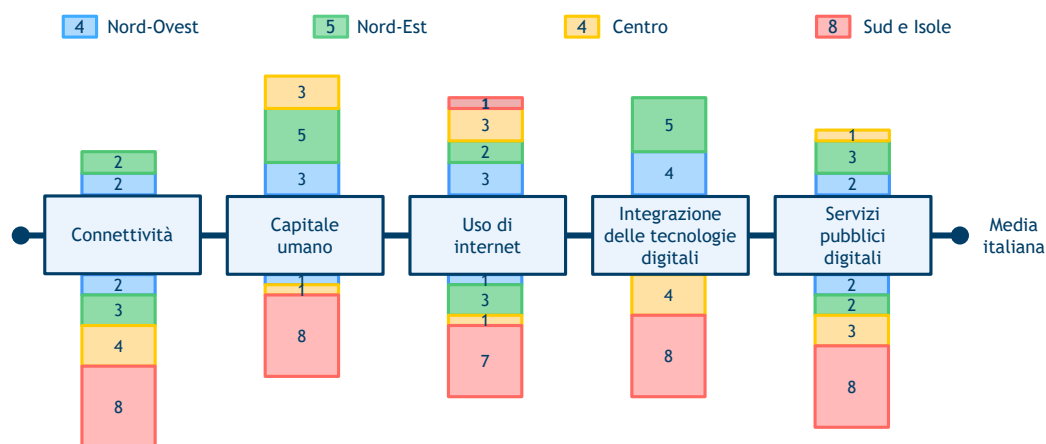 4 Nord-Ovest 5 Nord-Est 4 Centro 8 Sud e Isole
3
1
5 3 5
1
2 2 3
2 3 3 4 2
Connettività
Capitale
umano
Uso di
internet
Integrazione
delle tecnologie
digitali
Servizi
pubblici
digitali
Media
italiana
2 1 1 4 2
3 1 3 2
4 8 1 8 3
8 7 8